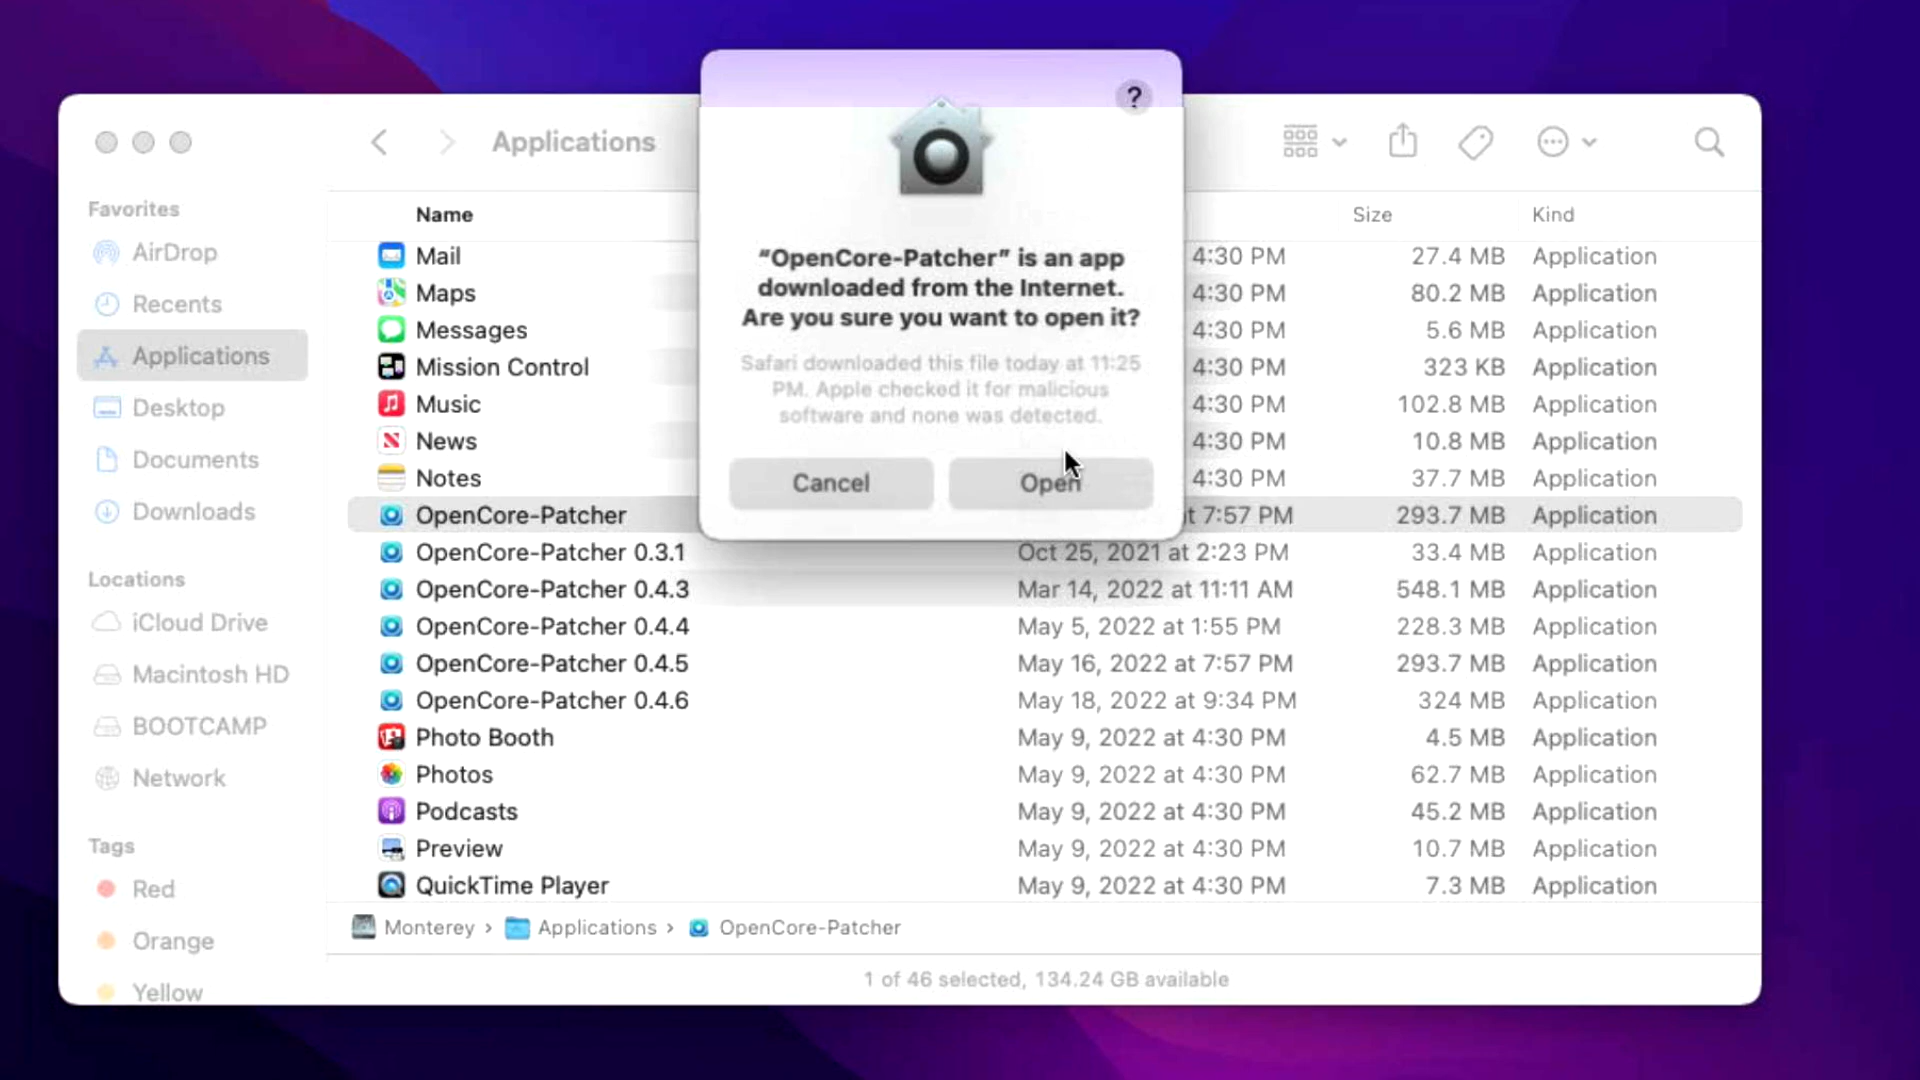 ?
Applications
"OpenCore-Patcher" is an app
downloaded from the Internet.
Are you sure you want to open it?
Safari downloaded this file today at 11:25
PM. Apple checked it for malicious
software and none was detected.
Cancel Open
Favorites
AirDrop
Recents
Applications
Desktop
Documents
Downloads
Locations
iCloud Drive
Macintosh HD
BOOTCAMP
Network
Tags
Red
Orange
Yellow
Name Size Kind
Mail 4:30 PM 27.4 MB Application
Maps 4:30 PM 80.2 MB Application
Messages 4:30 PM 5.6 MB Application
Mission Control 4:30 PM 323 KB Application
Music 4:30 PM 102.8 MB Application
News 4:30 PM 10.8 MB Application
Notes 4:30 PM 37.7 MB Application
OpenCore-Patcher at 7:57 PM 293.7 MB Application
OpenCore-Patcher 0.3.1 Oct 25, 2021 at 2:23 PM 33.4 MB Application
OpenCore-Patcher 0.4.3 Mar 14, 2022 at 11:11 AM 548.1 MB Application
OpenCore-Patcher 0.4.4 May 5, 2022 at 1:55 PM 228.3 MB Application
OpenCore-Patcher 0.4.5 May 16, 2022 at 7:57 PM 293.7 MB Application
OpenCore-Patcher 0.4.6 May 18, 2022 at 9:34 PM 324 MB Application
Photo Booth May 9, 2022 at 4:30 PM 4.5 MB Application
Photos May 9, 2022 at 4:30 PM 62.7 MB Application
Podcasts May 9, 2022 at 4:30 PM 45.2 MB Application
Preview May 9, 2022 at 4:30 PM 10.7 MB Application
QuickTime Player May 9, 2022 at 4:30 PM 7.3 MB Application
Monterey › Applications › OpenCore-Patcher
1 of 46 selected, 134.24 GB available